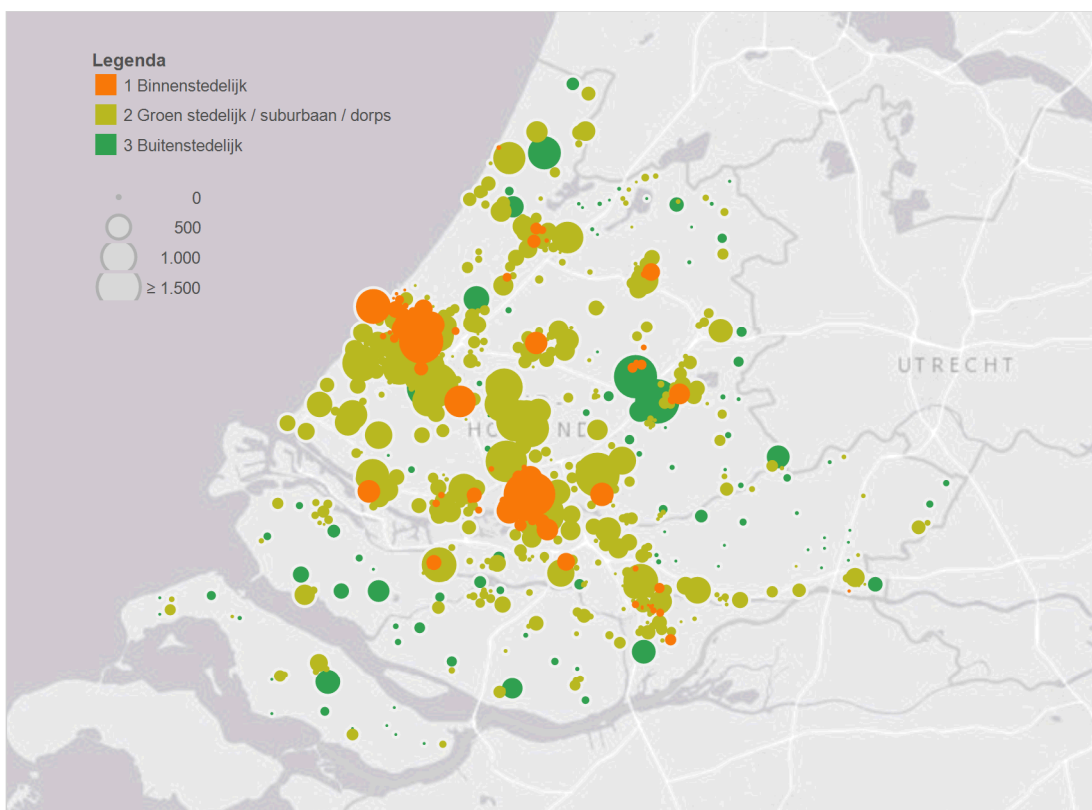 Legenda
1 Binnenstedelijk
2 Groen stedelijk / suburbaan / dorps
3 Buitenstedelijk
0
500
1.000
≥ 1.500
UTRECHT